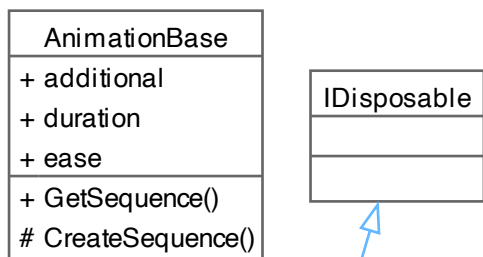 AnimationBase
+ additional
+ duration
+ ease
+ GetSequence()
# CreateSequence()
IDisposable